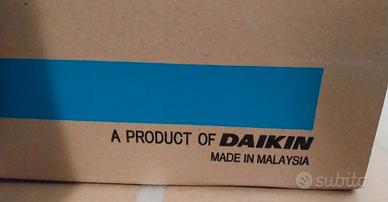 A PRODUCT OF DAIKIN
MADE IN MALAYSIA
subito